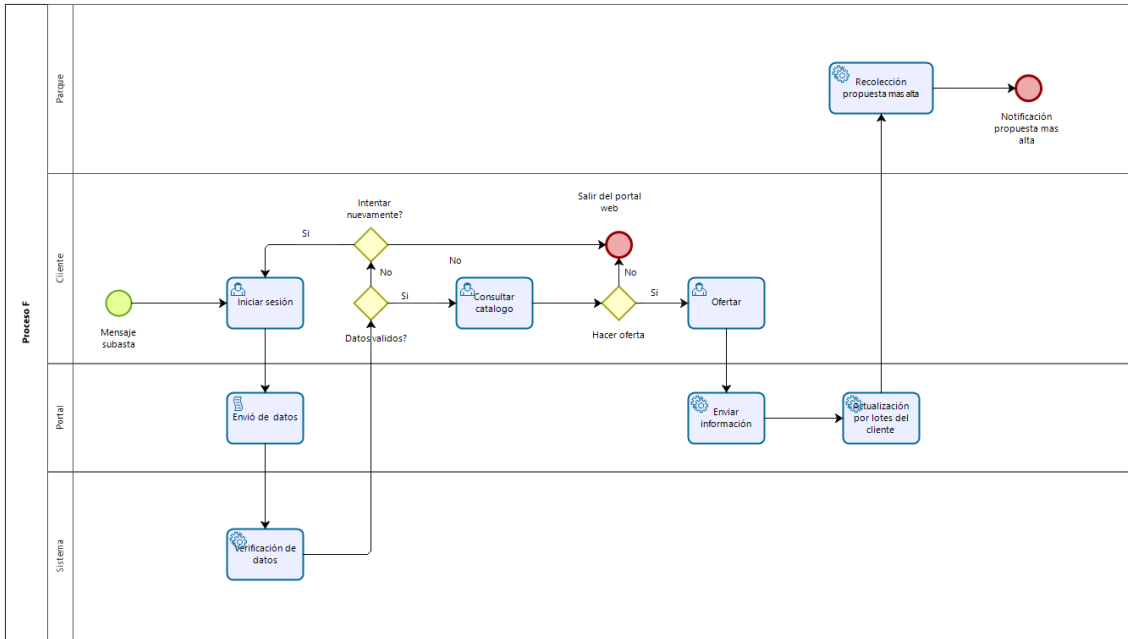 Proceso F
Parque
Recolección
propuesta mas alta
Notificación
propuesta mas
alta
Cliente
Intentar
nuevamente?
Salir del portal
web
Si
No
No
No
Iniciar sesión
Si
Consultar
catalogo
Si
Ofertar
Mensaje
subasta
Datos validos?
Hacer oferta
Portal
Envió de datos
Enviar
información
Actualización
por lotes del
cliente
Sistema
Verificación de
datos